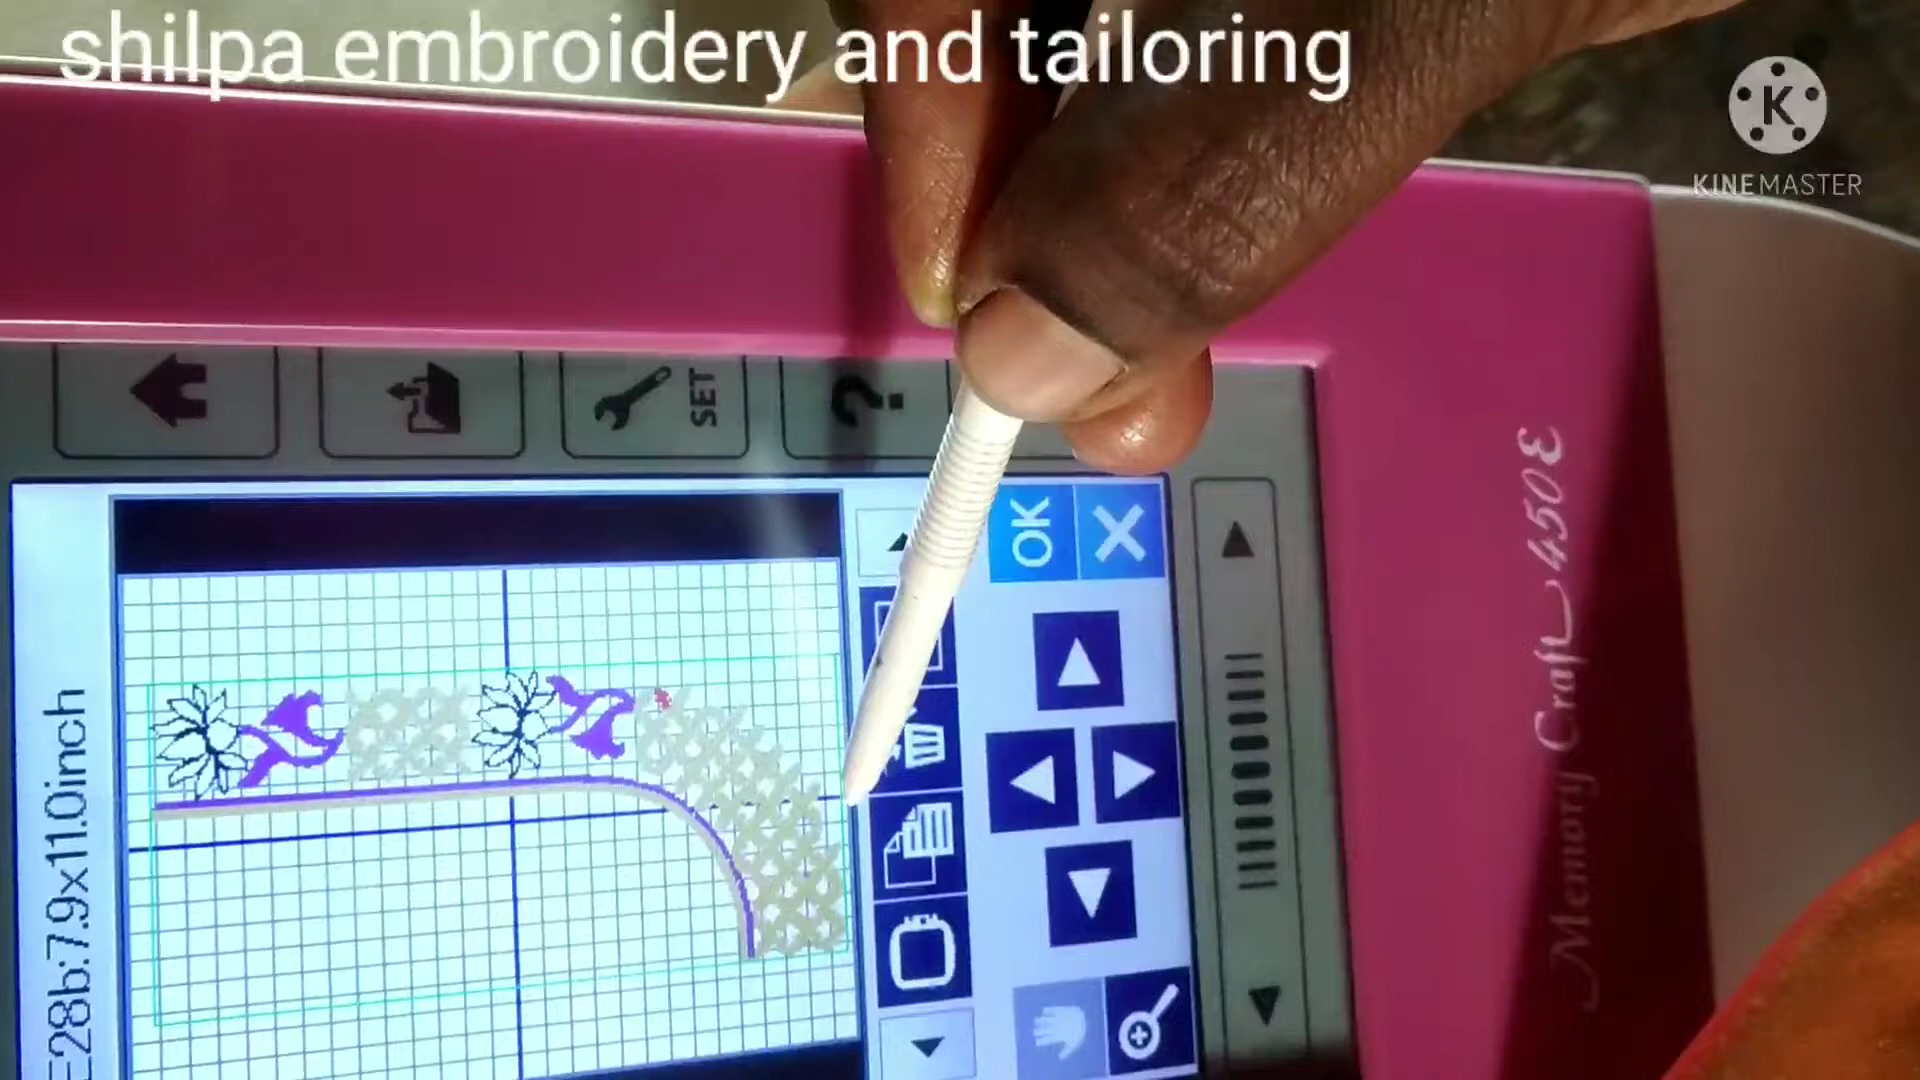 shilpa embroidery and tailoring
K
KINEMASTER
SET
?
OK
E28b:7.9x11.0inch
Memory Craft 450E